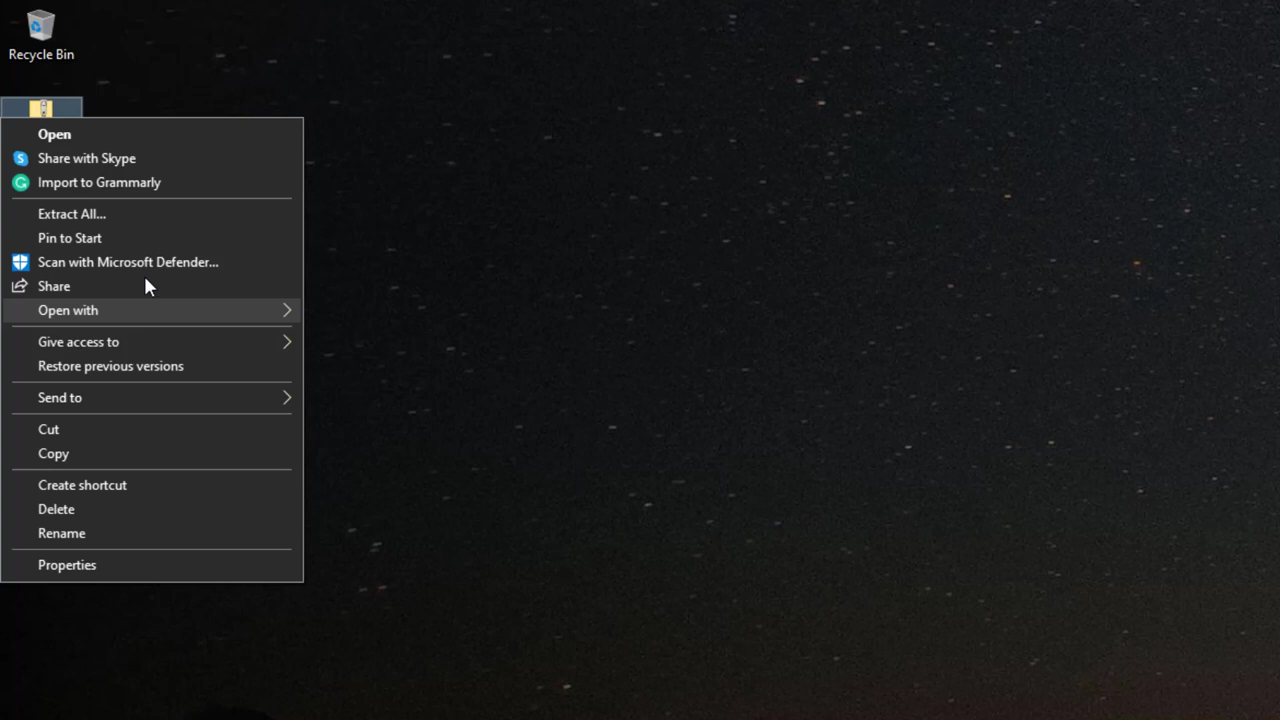 Recycle Bin
Open
Share with Skype
Import to Grammarly
Extract All...
Pin to Start
Scan with Microsoft Defender...
Share
Open with
Give access to
Restore previous versions
Send to
Cut
Copy
Create shortcut
Delete
Rename
Properties